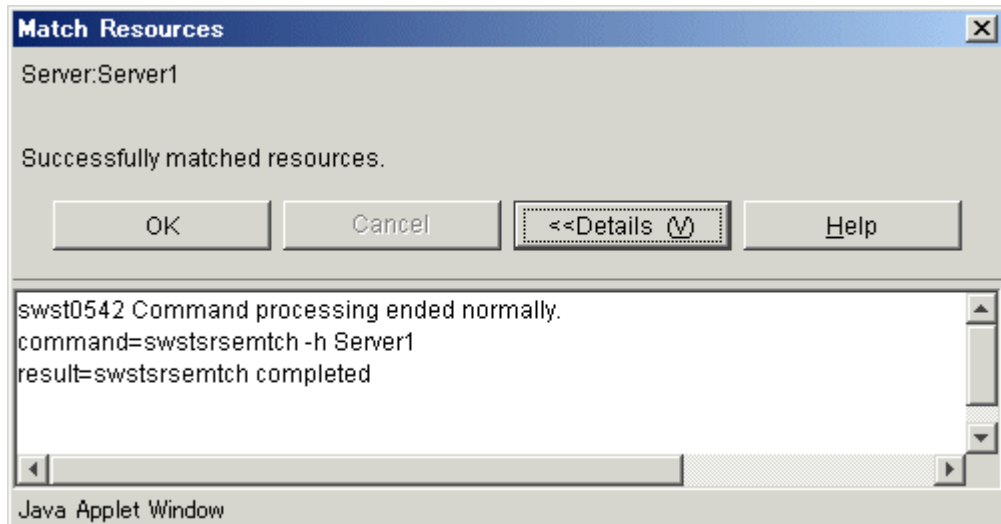 Match Resources
Server:Server1
Successfully matched resources.
OK
Cancel
<<Details (V)
Help
swst0542 Command processing ended normally.
command=swstsrsemtch -h Server1
result=swstsrsemtch completed
Java Applet Window